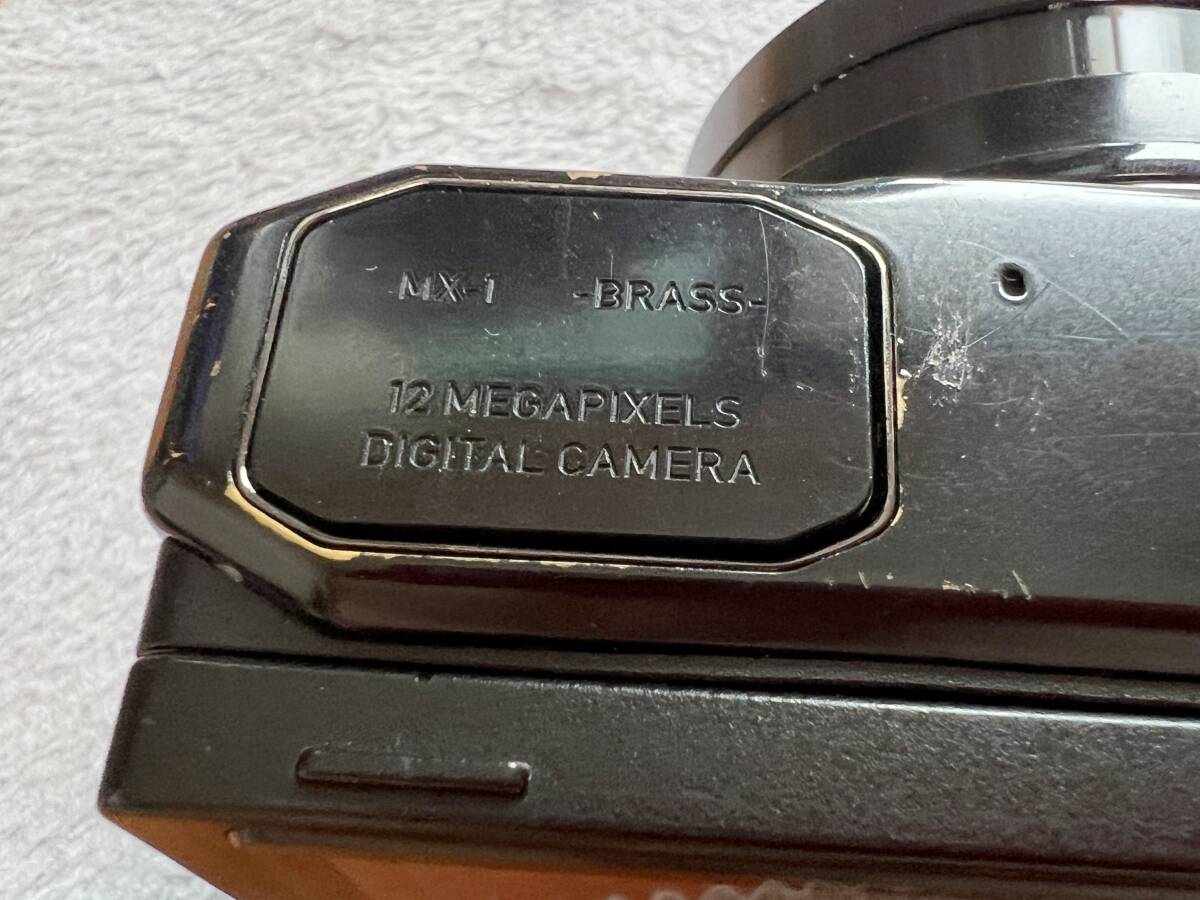 MX-1 -BRASS-
12 MEGAPIXELS
DIGITAL CAMERA